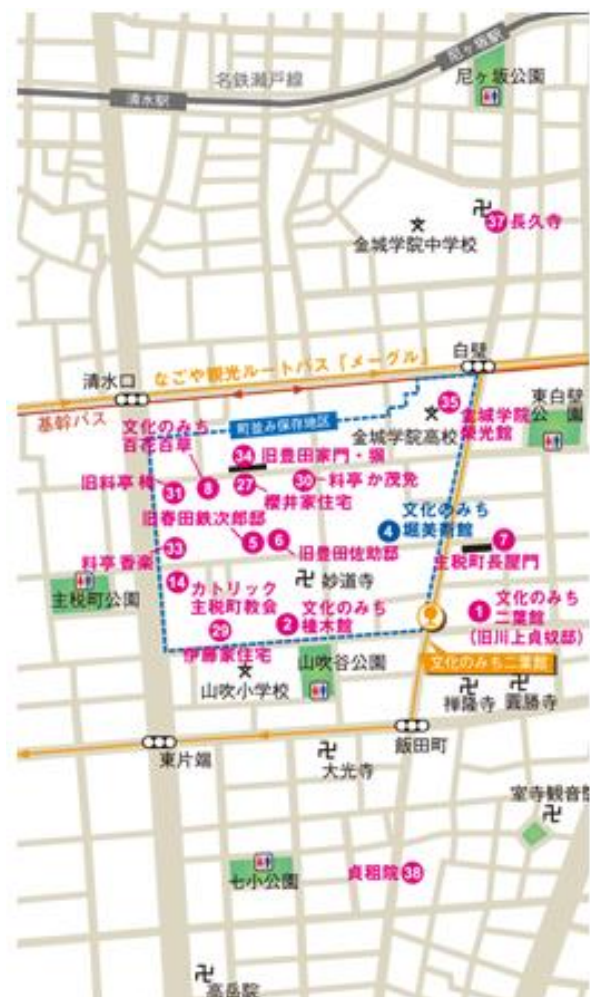 尼ヶ坂駅
名鉄瀬戸線
尼ヶ坂公園
清水駅
37 長久寺
金城学院中学校
白壁
なごや観光ルートバス「メーグル」
清水口
基幹バス
東白壁
公園
町並み保存地区
35
金城学院
栄光館
金城学院高校
文化のみち
百花百草
34 旧豊田家門・塀
旧料亭
31
8
27
櫻井家住宅
30 料亭か茂免
文化のみち
堀美術館
4
旧春田鉄次郎邸
5
6
旧豊田佐助邸
7
主税町長屋門
料亭香楽
33
主税町公園
14 カトリック
主税町教会
妙道寺
1
文化のみち
二葉館
(旧川上貞奴邸)
2
文化のみち
橦木館
29
伊藤家住宅
山吹谷公園
文化のみち二葉館
山吹小学校
禅隆寺
圓勝寺
東片端
飯田町
大光寺
室寺観音
七小公園
貞祖院 38
高岳院